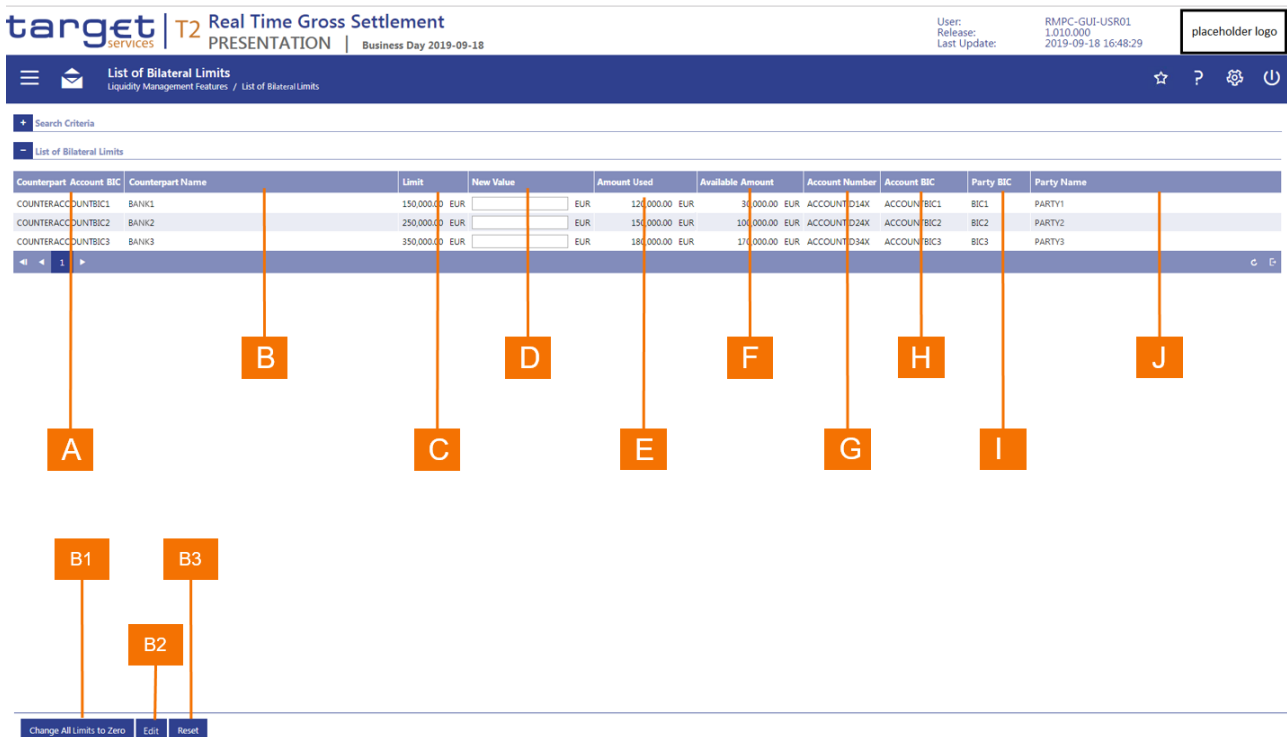 target services T2 Real Time Gross Settlement
PRESENTATION | Business Day 2019-09-18
User: RMPC-GUI-USR01
Release: 1.010.000
Last Update: 2019-09-18 16:48:29
placeholder logo
List of Bilateral Limits
Liquidity Management Features / List of Bilateral Limits
?
+ Search Criteria
− List of Bilateral Limits
Counterpart Account BIC Counterpart Name Limit New Value Amount Used Available Amount Account Number Account BIC Party BIC Party Name
COUNTERACCOUNTBIC1 BANK1 150,000.00 EUR EUR 120,000.00 EUR 30,000.00 EUR ACCOUNTID14X ACCOUNTBIC1 BIC1 PARTY1
COUNTERACCOUNTBIC2 BANK2 250,000.00 EUR EUR 150,000.00 EUR 100,000.00 EUR ACCOUNTID24X ACCOUNTBIC2 BIC2 PARTY2
COUNTERACCOUNTBIC3 BANK3 350,000.00 EUR EUR 180,000.00 EUR 170,000.00 EUR ACCOUNTID34X ACCOUNTBIC3 BIC3 PARTY3
1
B D F H J
A C E G I
B1 B3
B2
Change All Limits to Zero Edit Reset